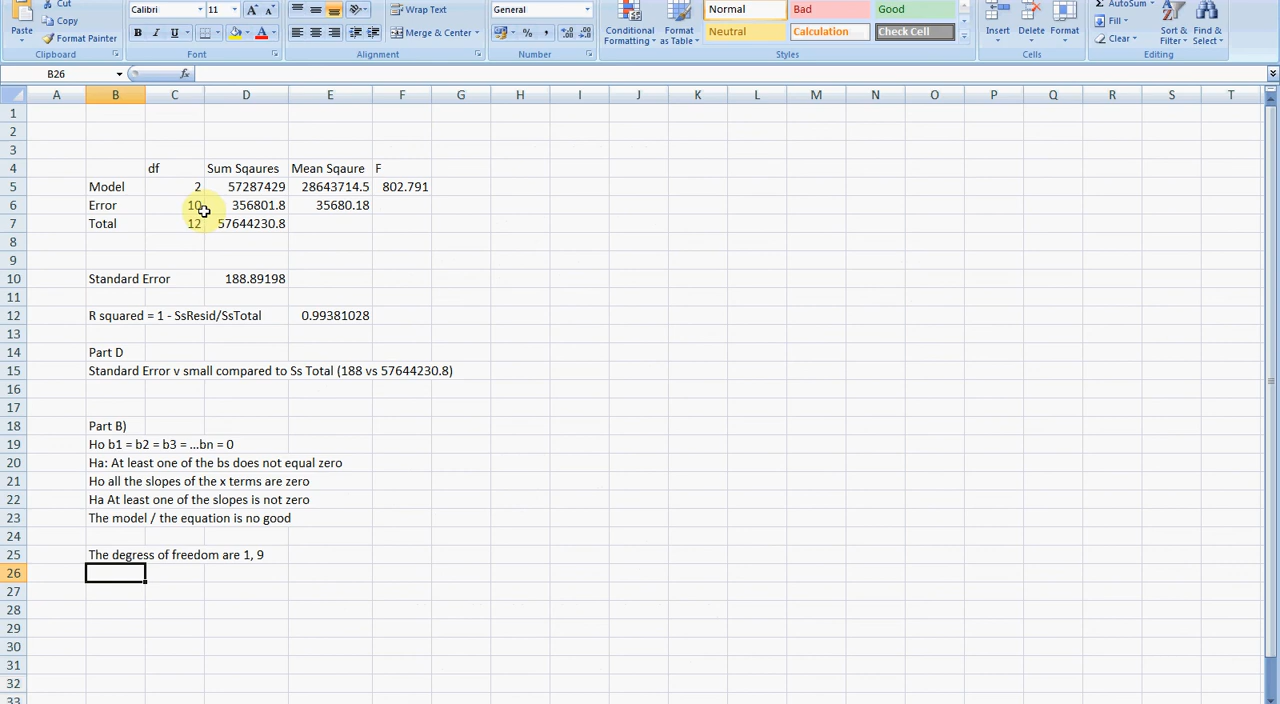 Cut
Copy
Paste
Format Painter
Clipboard
Calibri 11
B I U
Font
Wrap Text
Merge & Center
Alignment
General
% ,
Number
Conditional Formatting
Format as Table
Normal Bad Good
Neutral Calculation Check Cell
Styles
Insert Delete Format
Cells
AutoSum
Fill
Clear
Sort & Filter
Find & Select
Editing
B26 fx
A B C D E F G H I J K L M N O P Q R S T
1
2
3
4 df Sum Sqaures Mean Sqaure F
5 Model 2 57287429 28643714.5 802.791
6 Error 10 356801.8 35680.18
7 Total 12 57644230.8
8
9
10 Standard Error 188.89198
11
12 R squared = 1 - SsResid/SsTotal 0.99381028
13
14 Part D
15 Standard Error v small compared to Ss Total (188 vs 57644230.8)
16
17
18 Part B)
19 Ho b1 = b2 = b3 = ...bn = 0
20 Ha: At least one of the bs does not equal zero
21 Ho all the slopes of the x terms are zero
22 Ha At least one of the slopes is not zero
23 The model / the equation is no good
24
25 The degress of freedom are 1, 9
26
27
28
29
30
31
32
33